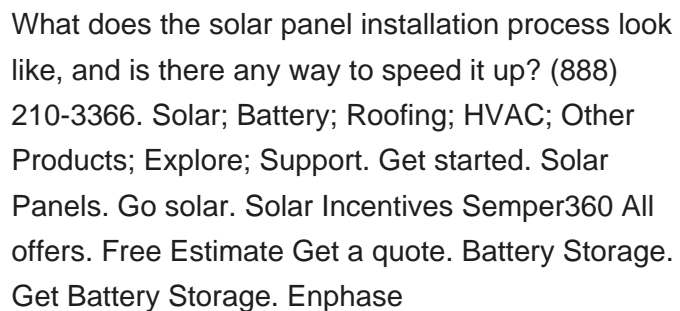 What does the solar panel installation process look
like, and is there any way to speed it up? (888)
210-3366. Solar; Battery; Roofing; HVAC; Other
Products; Explore; Support. Get started. Solar
Panels. Go solar. Solar Incentives Semper360 All
offers. Free Estimate Get a quote. Battery Storage.
Get Battery Storage. Enphase